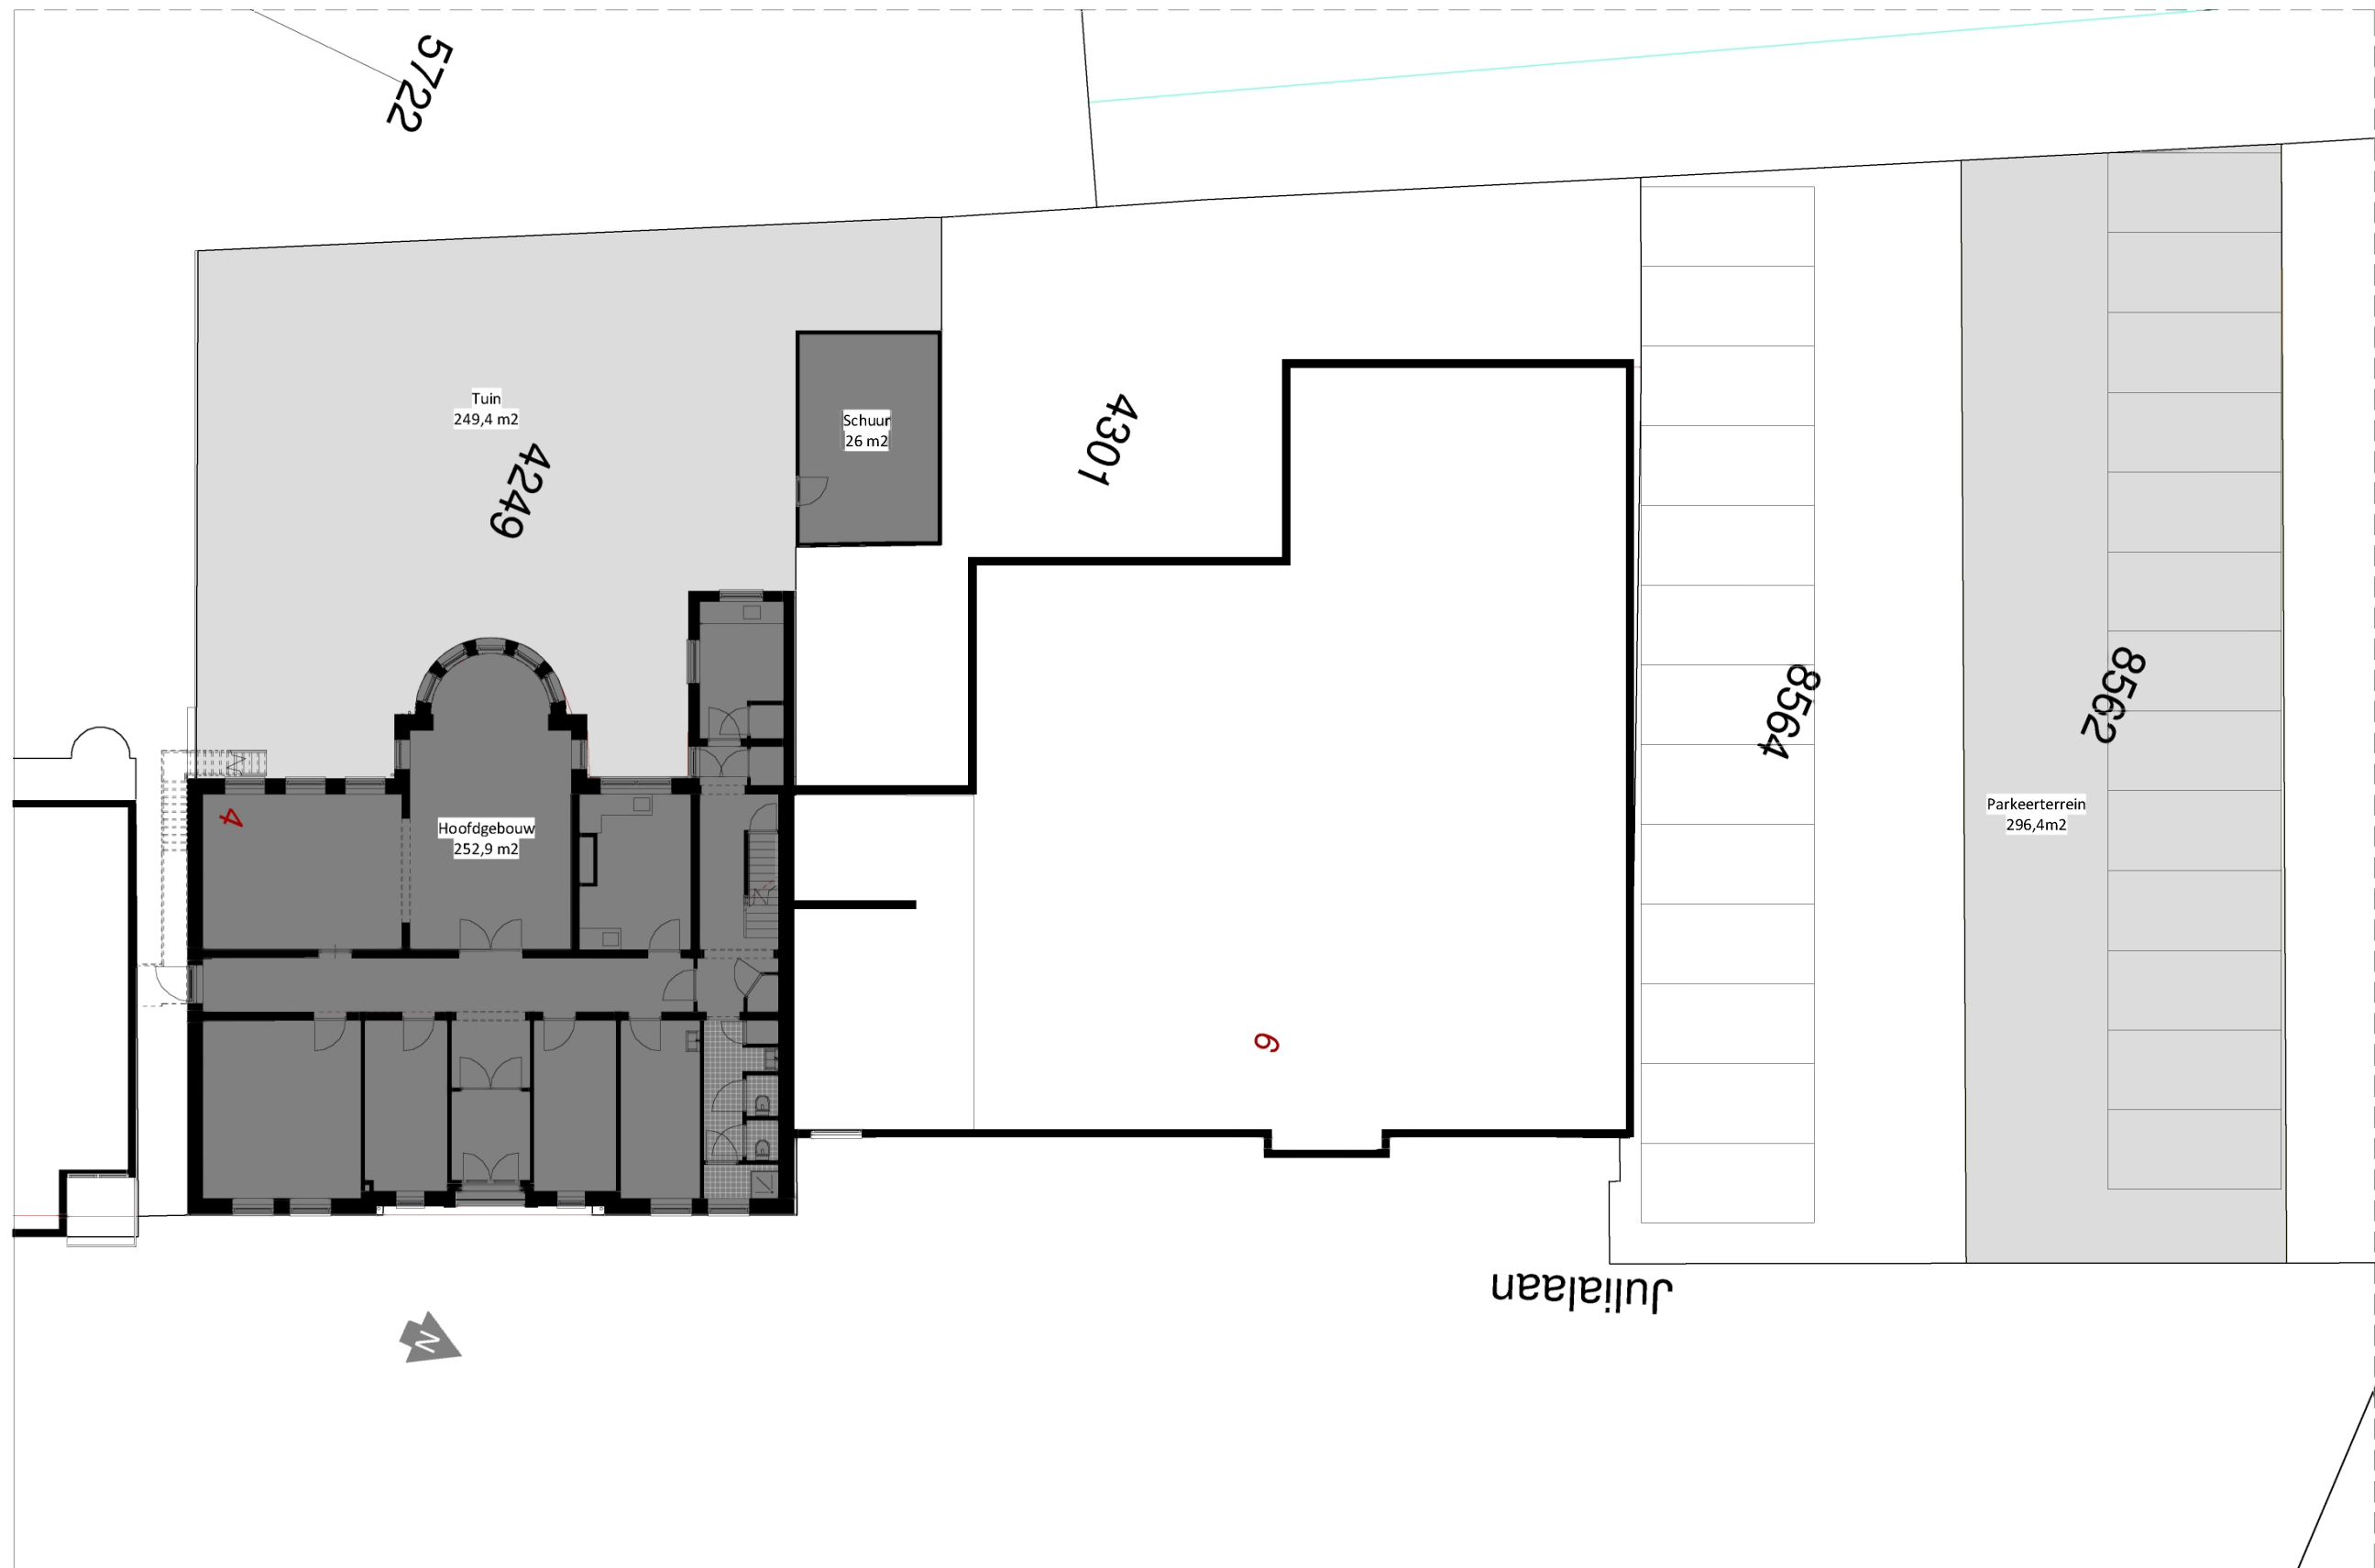 5722
Tuin
249,4 m2
Schuur
26 m2
4301
4249
8564
8562
Parkeerterrein
296,4m2
4
Hoofdgebouw
252,9 m2
6
Julialaan
N